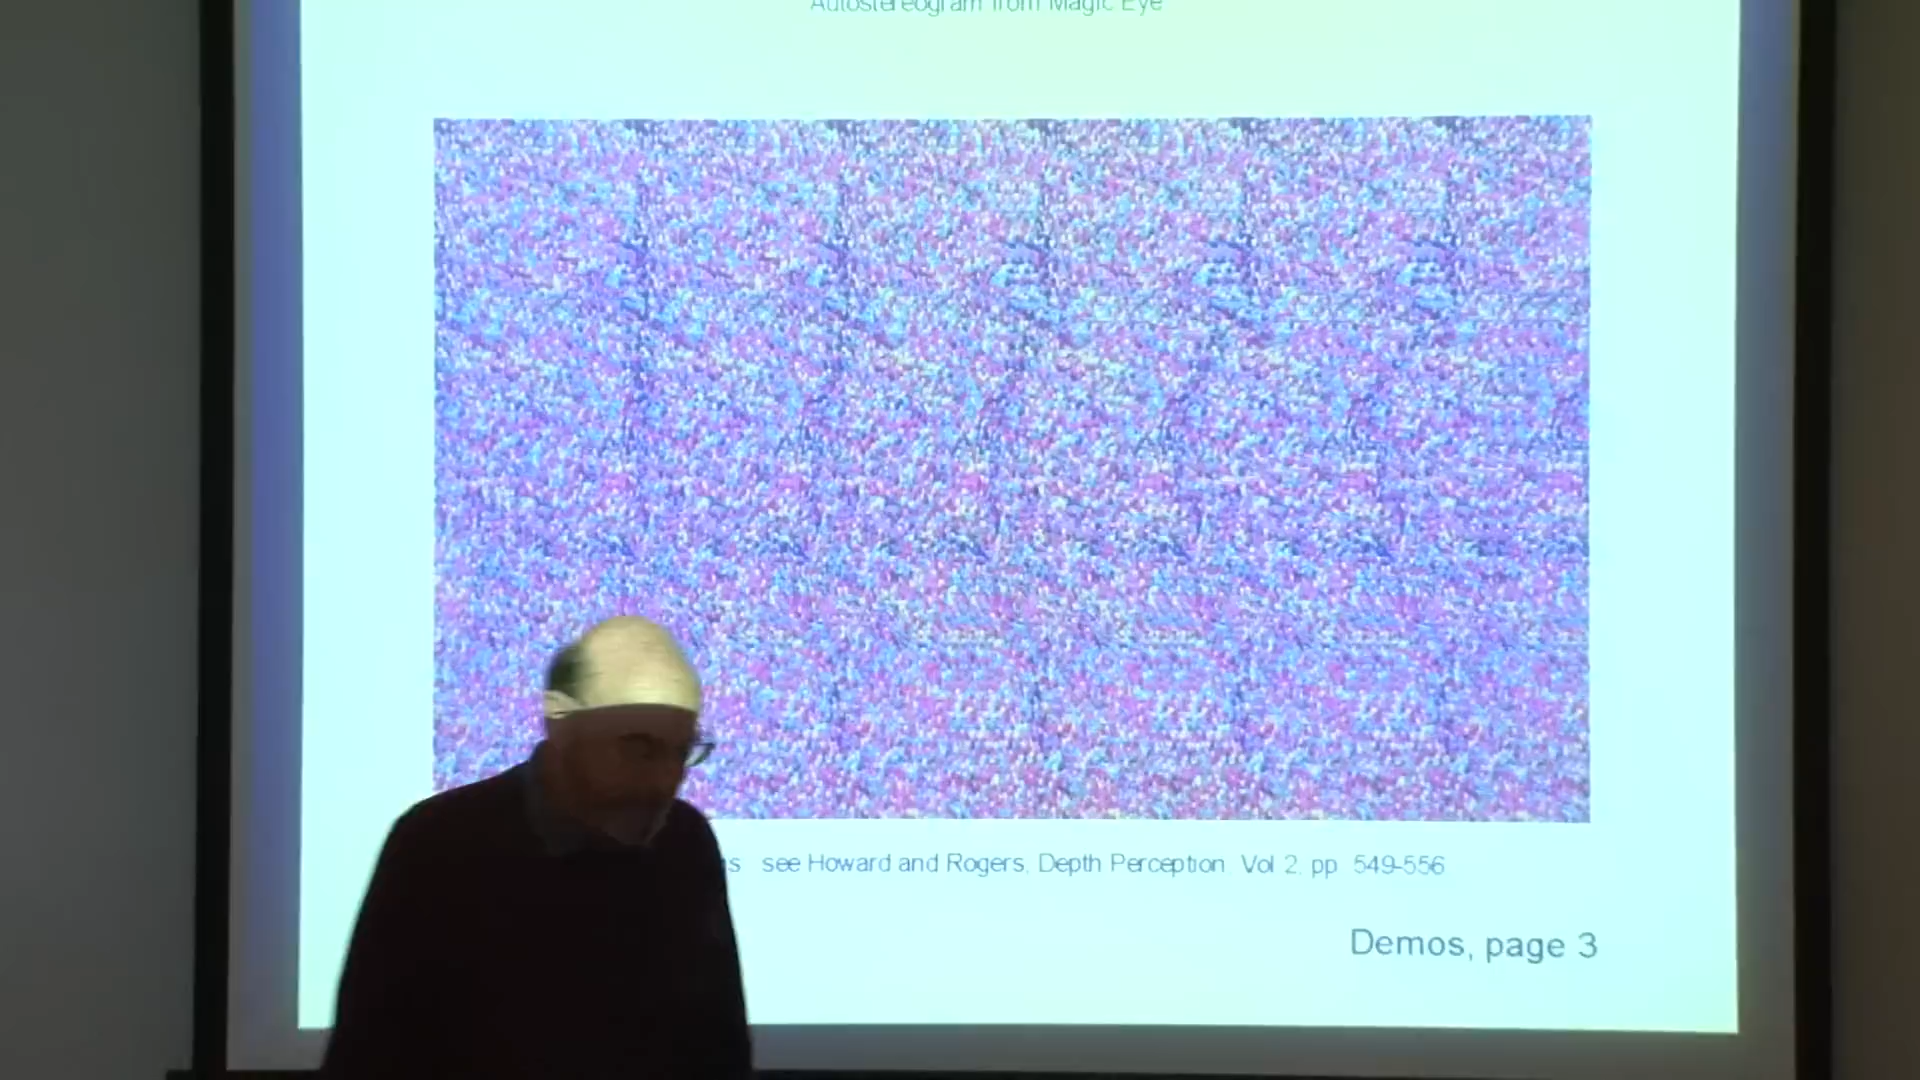 Autostereogram from Magic Eye
see Howard and Rogers, Depth Perception, Vol 2, pp 549-556
Demos, page 3